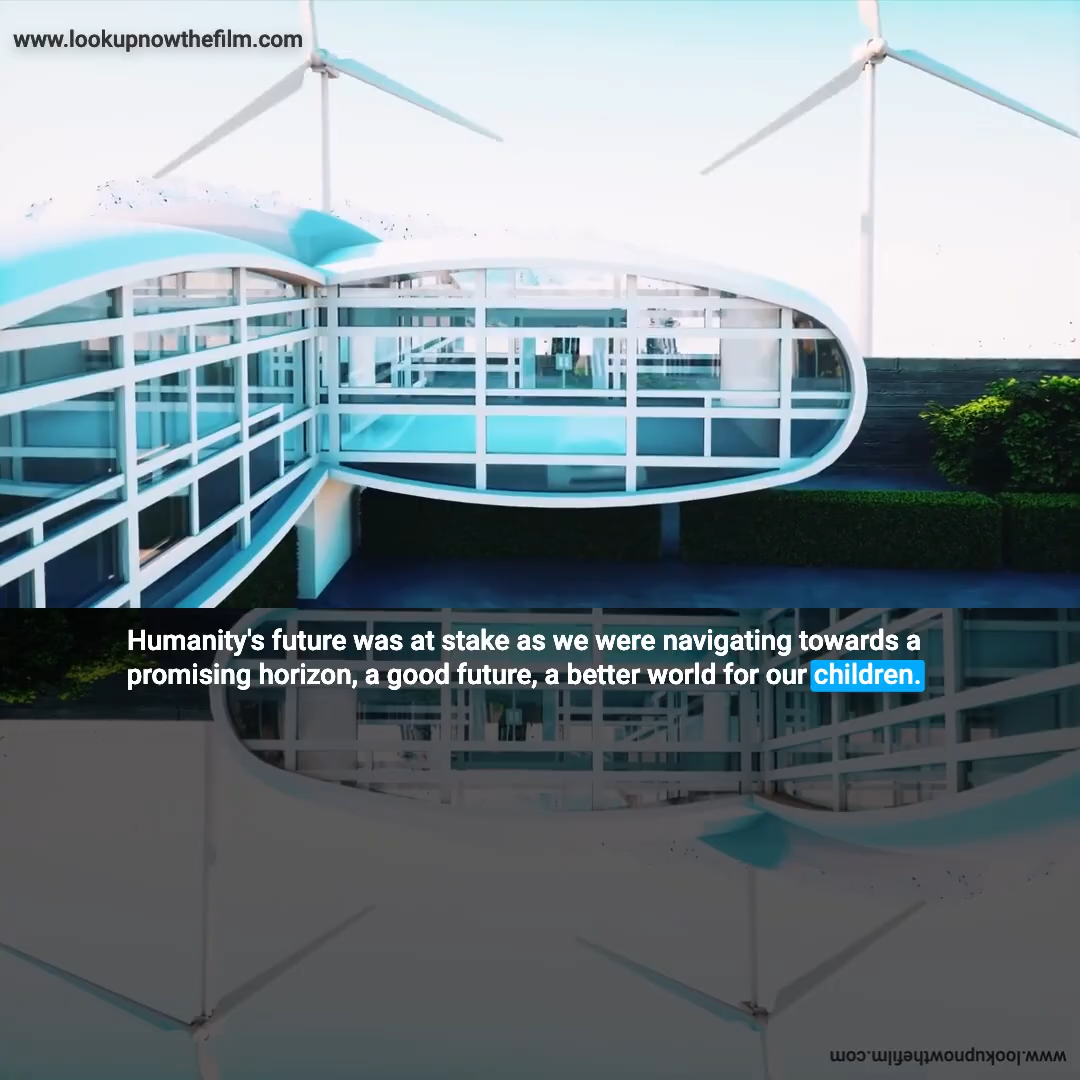 www.lookupnowthefilm.com
Humanity's future was at stake as we were navigating towards a
promising horizon, a good future, a better world for our children.
www.lookupnowthefilm.com